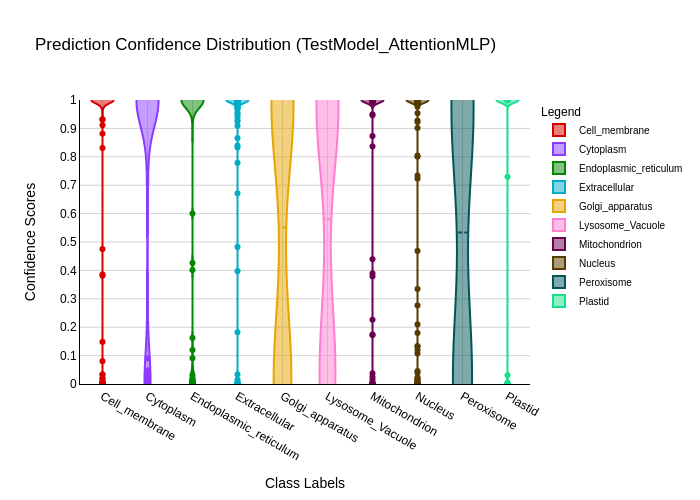 Prediction Confidence Distribution (TestModel_AttentionMLP)
Legend
Cell_membrane
Cytoplasm
Endoplasmic_reticulum
Extracellular
Golgi_apparatus
Lysosome_Vacuole
Mitochondrion
Nucleus
Peroxisome
Plastid
Confidence Scores
1
0.9
0.8
0.7
0.6
0.5
0.4
0.3
0.2
0.1
0
Cell_membrane
Cytoplasm
Endoplasmic_reticulum
Extracellular
Golgi_apparatus
Lysosome_Vacuole
Mitochondrion
Nucleus
Peroxisome
Plastid
Class Labels